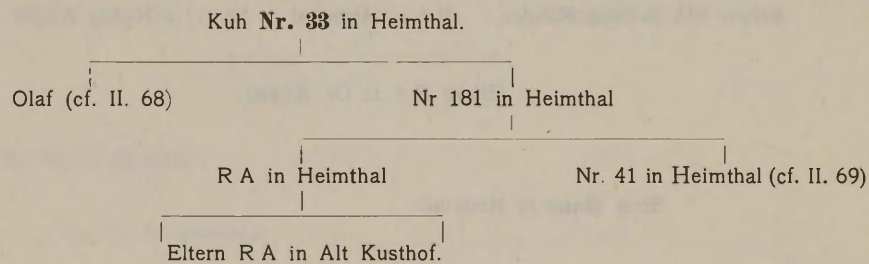 Kuh Nr. 33 in Heimthal.
Olaf (cf. II. 68) Nr 181 in Heimthal
R A in Heimthal Nr. 41 in Heimthal (cf. II. 69)
Eltern R A in Alt Kusthof.